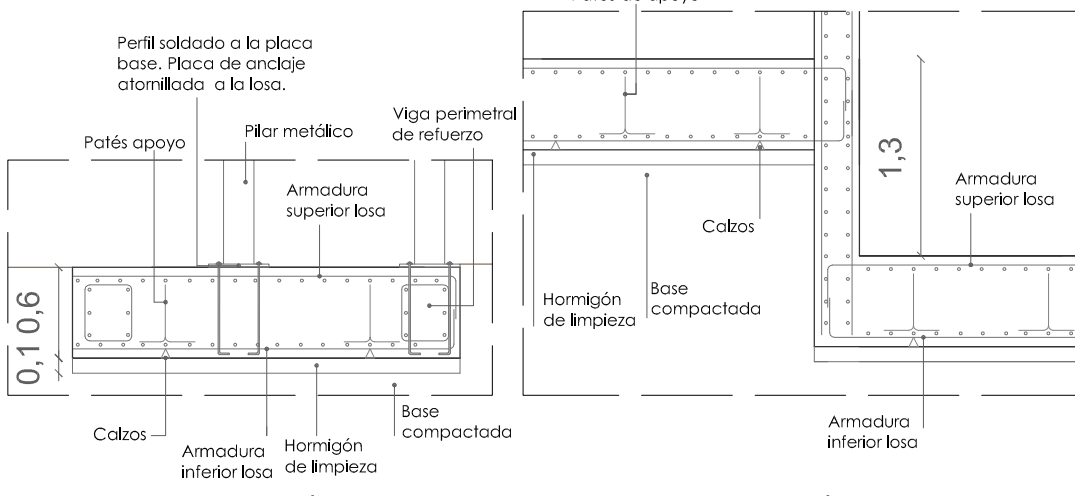 Perfil soldado a la placa
base. Placa de anclaje
atornillada a la losa.
Patés apoyo
Pilar metálico
Viga perimetral
de refuerzo
Armadura
superior losa
0,1 0,6
Calzos
Armadura
inferior losa
Hormigón
de limpieza
Base
compactada
1,3
Armadura
superior losa
Calzos
Hormigón
de limpieza
Base
compactada
Armadura
inferior losa